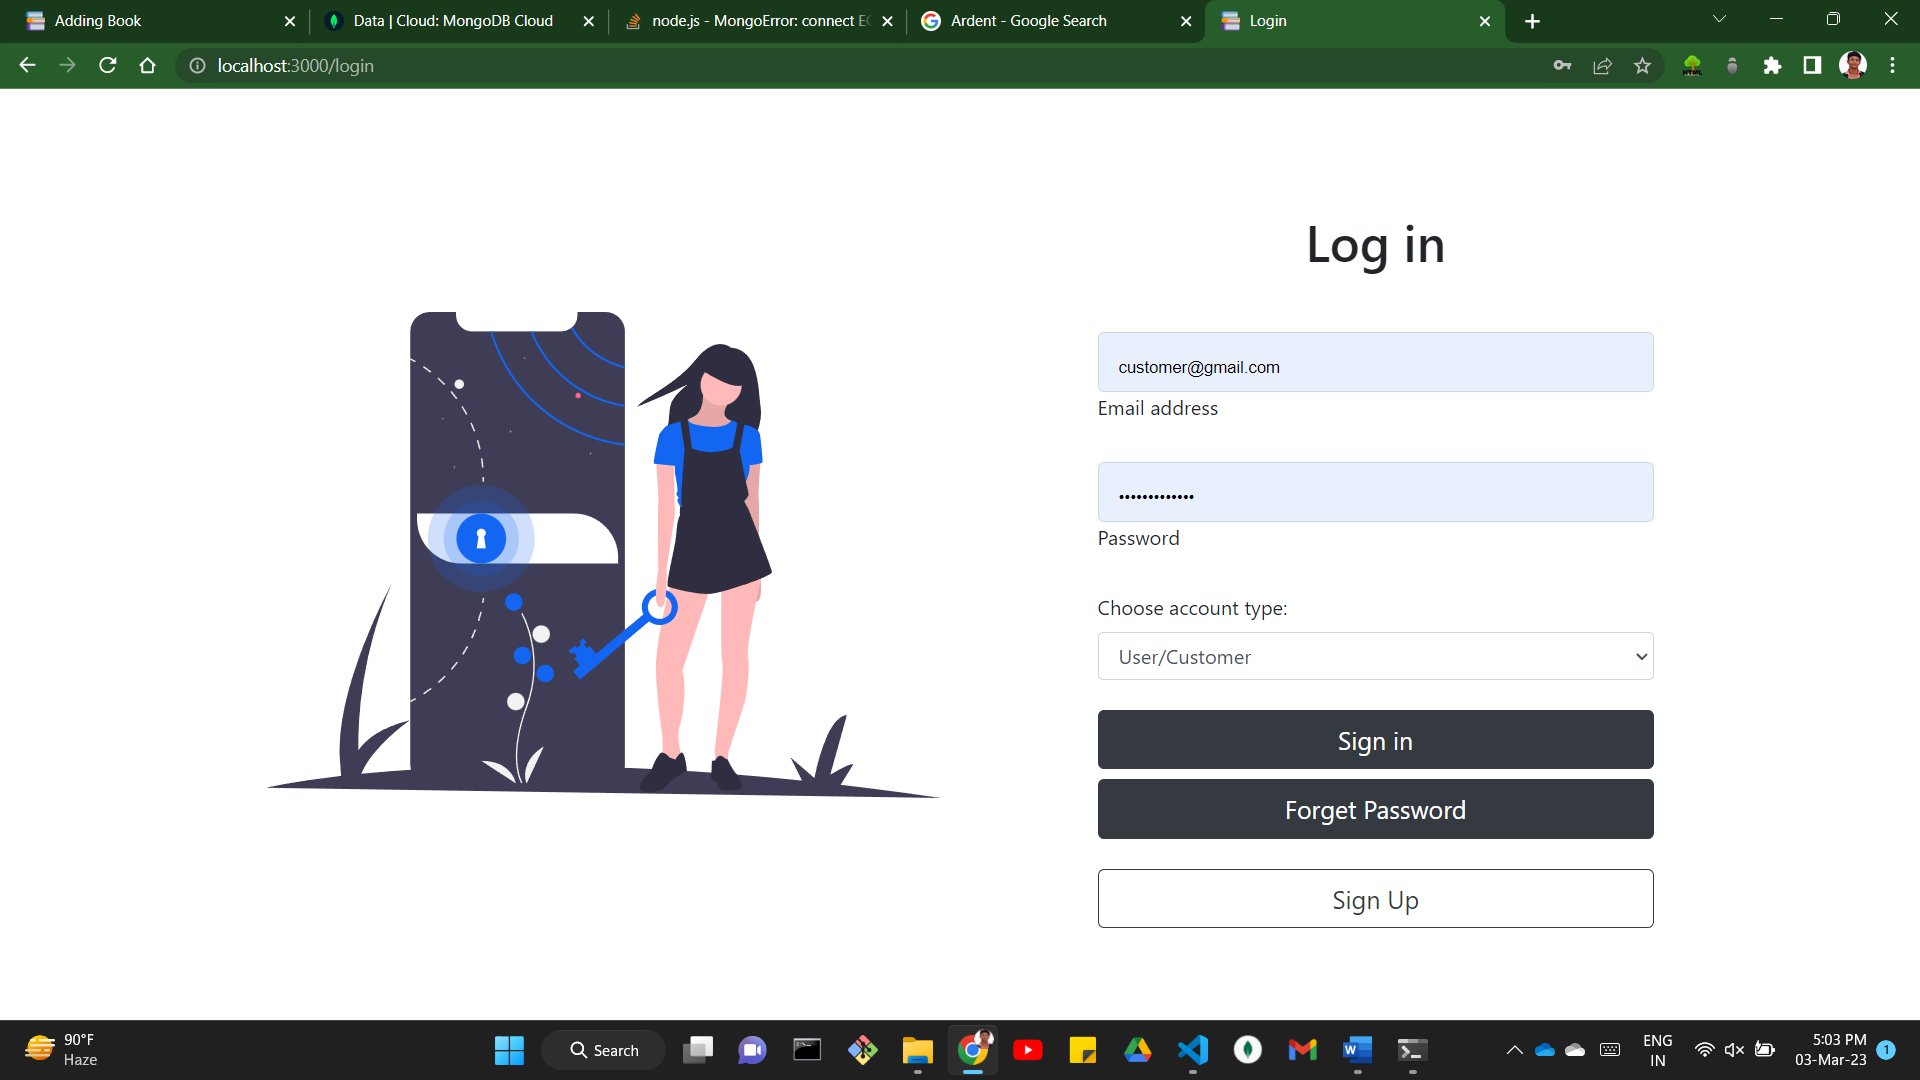 Adding Book
Data | Cloud: MongoDB Cloud
node.js - MongoError: connect EC
Ardent - Google Search
Login
localhost:3000/login
Log in
customer@gmail.com
Email address
•••••••••••••
Password
Choose account type:
User/Customer
Sign in
Forget Password
Sign Up
90°F
Haze
Search
ENG
IN
5:03 PM
03-Mar-23
1